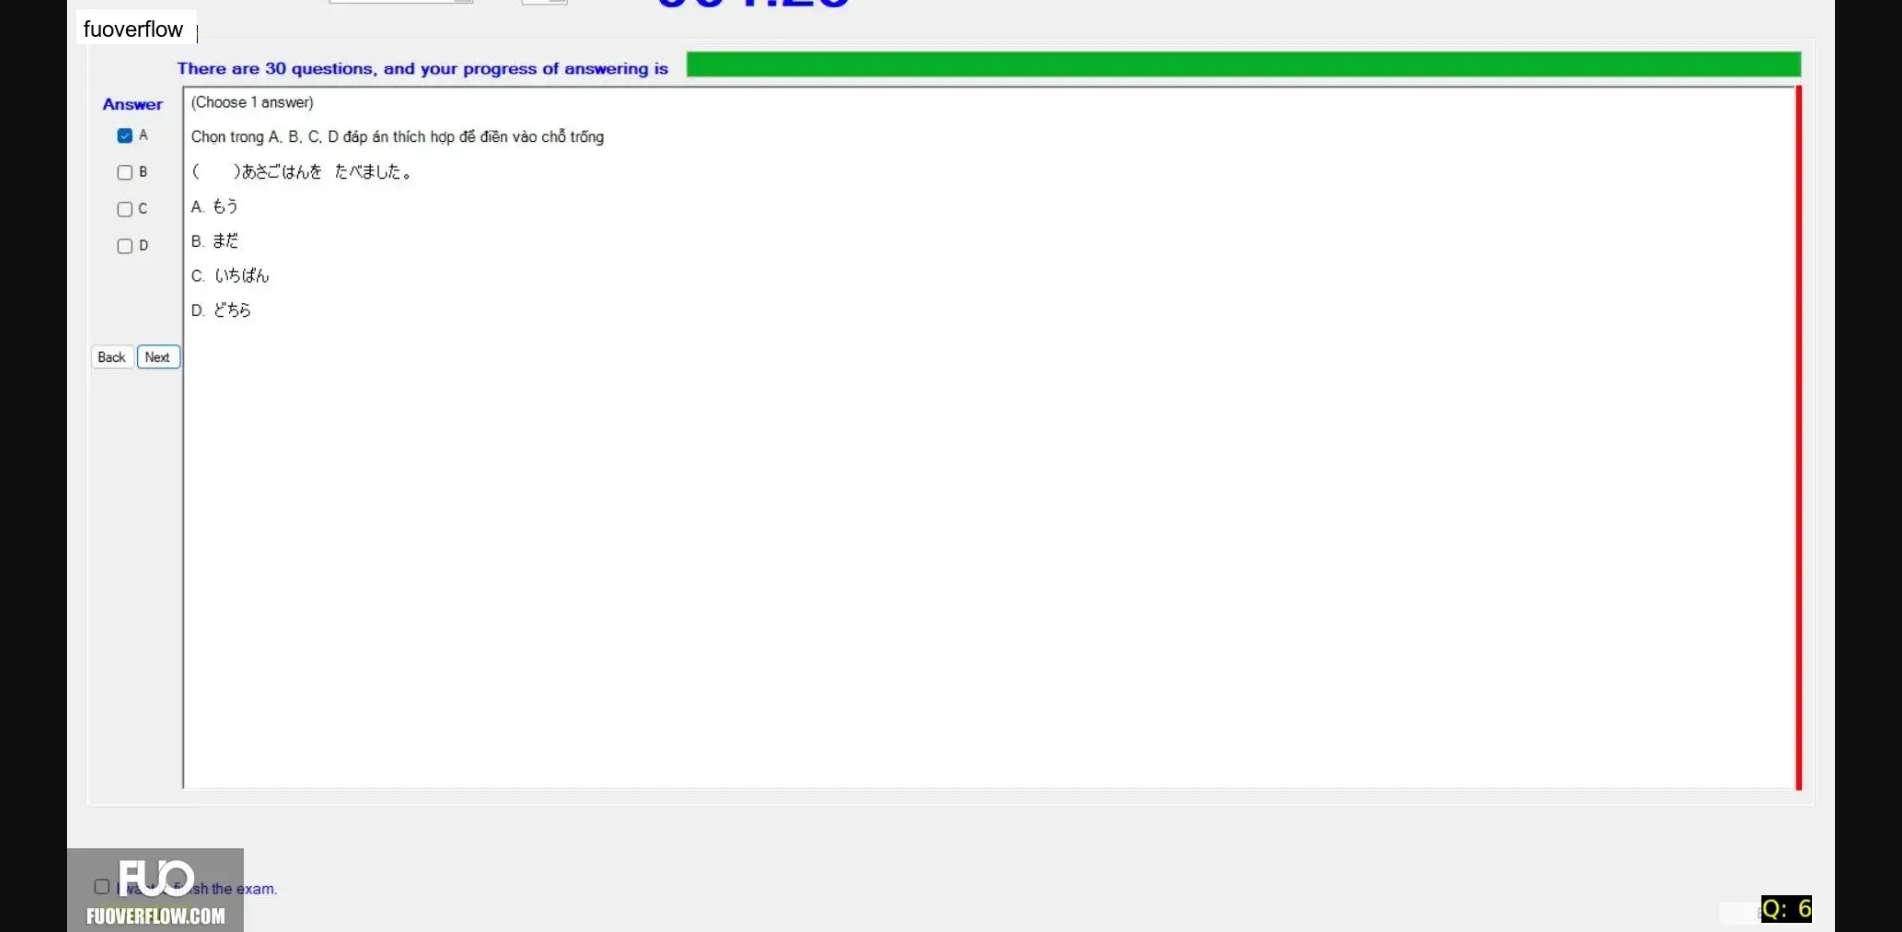 fuoverflow
There are 30 questions, and your progress of answering is
Answer
(Choose 1 answer)
A
Chọn trong A, B, C, D đáp án thích hợp để điền vào chỗ trống
B
(　　)あさごはんを　たべました。
C
A. もう
D
B. まだ
C. いちばん
D. どちら
Back
Next
FUO
finish the exam.
FUOVERFLOW.COM
Q: 6